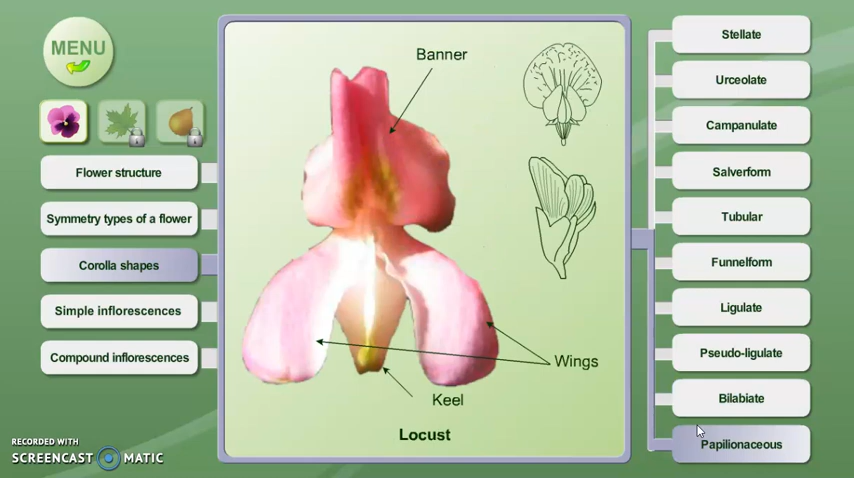 MENU
Flower structure
Symmetry types of a flower
Corolla shapes
Simple inflorescences
Compound inflorescences
RECORDED WITH
SCREENCAST MATIC
Banner
Wings
Keel
Locust
Stellate
Urceolate
Campanulate
Salverform
Tubular
Funnelform
Ligulate
Pseudo-ligulate
Bilabiate
Papilionaceous